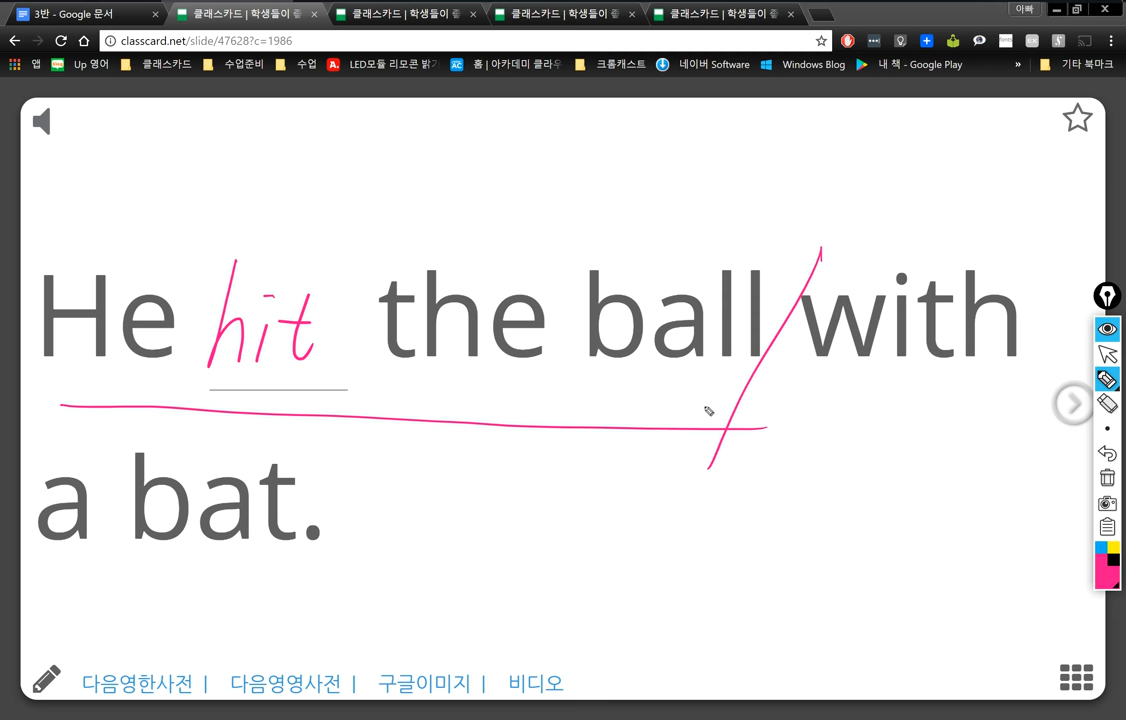 3반 - Google 문서
클래스카드 | 학생들이 좋
클래스카드 | 학생들이 좋
클래스카드 | 학생들이 좋
클래스카드 | 학생들이 좋
아빠
classcard.net/slide/47628?c=1986
앱
Up 영어
클래스카드
수업준비
수업
LED모듈 리모콘 밝기
홈 | 아카데미 클라우
크롬캐스트
네이버 Software
Windows Blog
내 책 - Google Play
»
기타 북마크
He hit the ball / with
a bat.
다음영한사전 |
다음영영사전 |
구글이미지 |
비디오